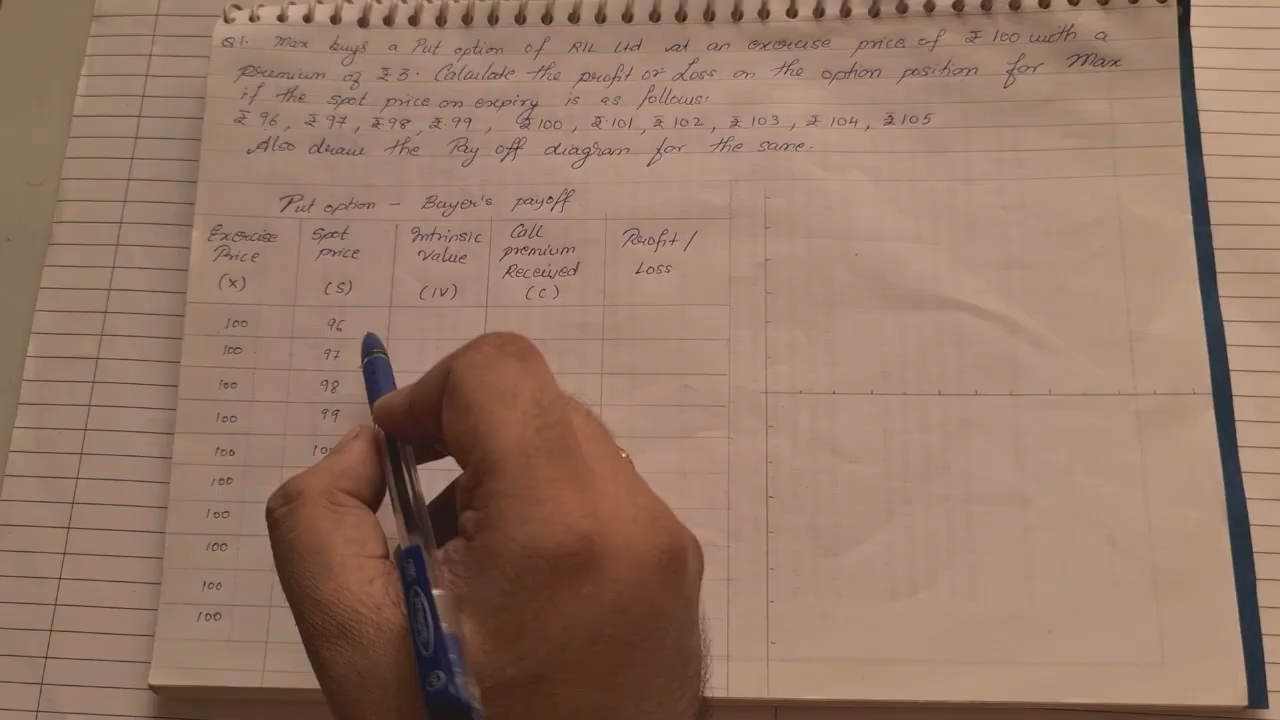 Q1. Max buys a Put option of RIL Ltd at an exercise price of ₹ 100 with a
premium of ₹ 3. Calculate the profit or Loss on the option position for Max
if the spot price on expiry is as follows:
₹ 96, ₹ 97, ₹ 98, ₹ 99, ₹ 100, ₹ 101, ₹ 102, ₹ 103, ₹ 104, ₹ 105
Also draw the Pay off diagram for the same.
Put option - Bayer's payoff
Exercise Price (X) Spot price (S) Intrinsic Value (IV) Call premium Received (C) Profit / Loss
100 96
100 97
100 98
100 99
100 100
100
100
100
100
100